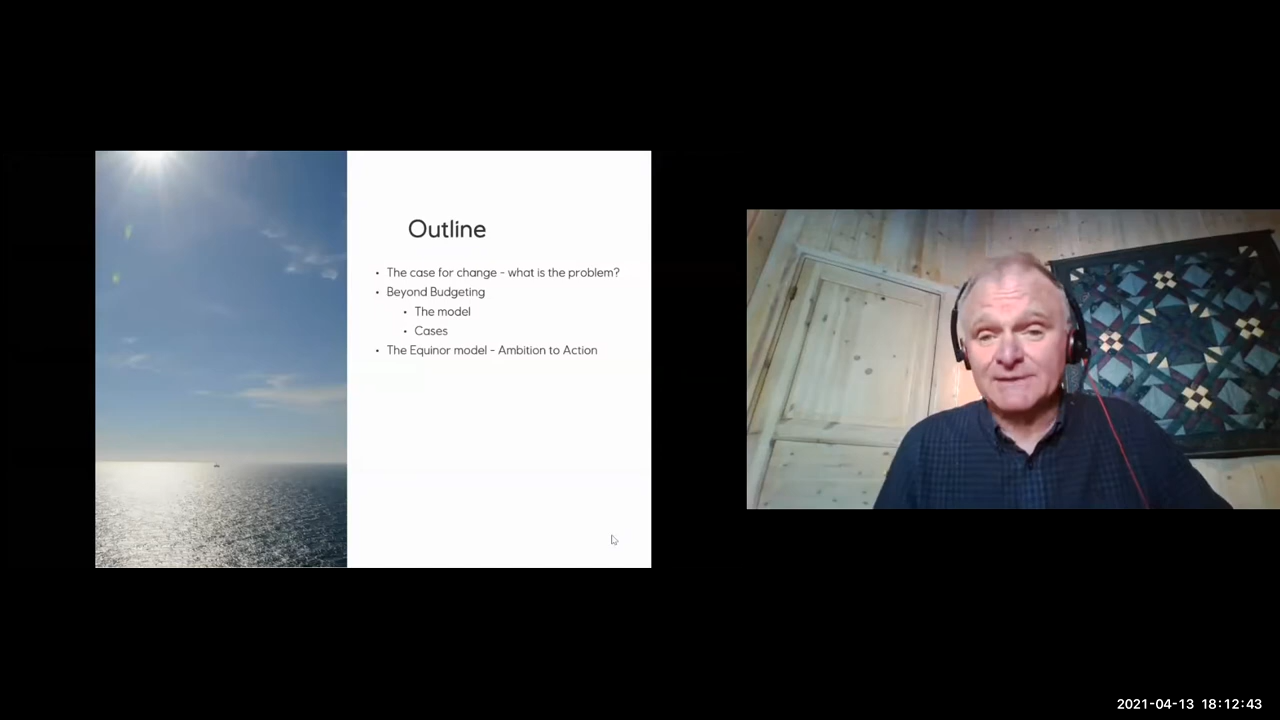 Outline
• The case for change - what is the problem?
• Beyond Budgeting
• The model
• Cases
• The Equinor model - Ambition to Action
2021-04-13 18:12:43